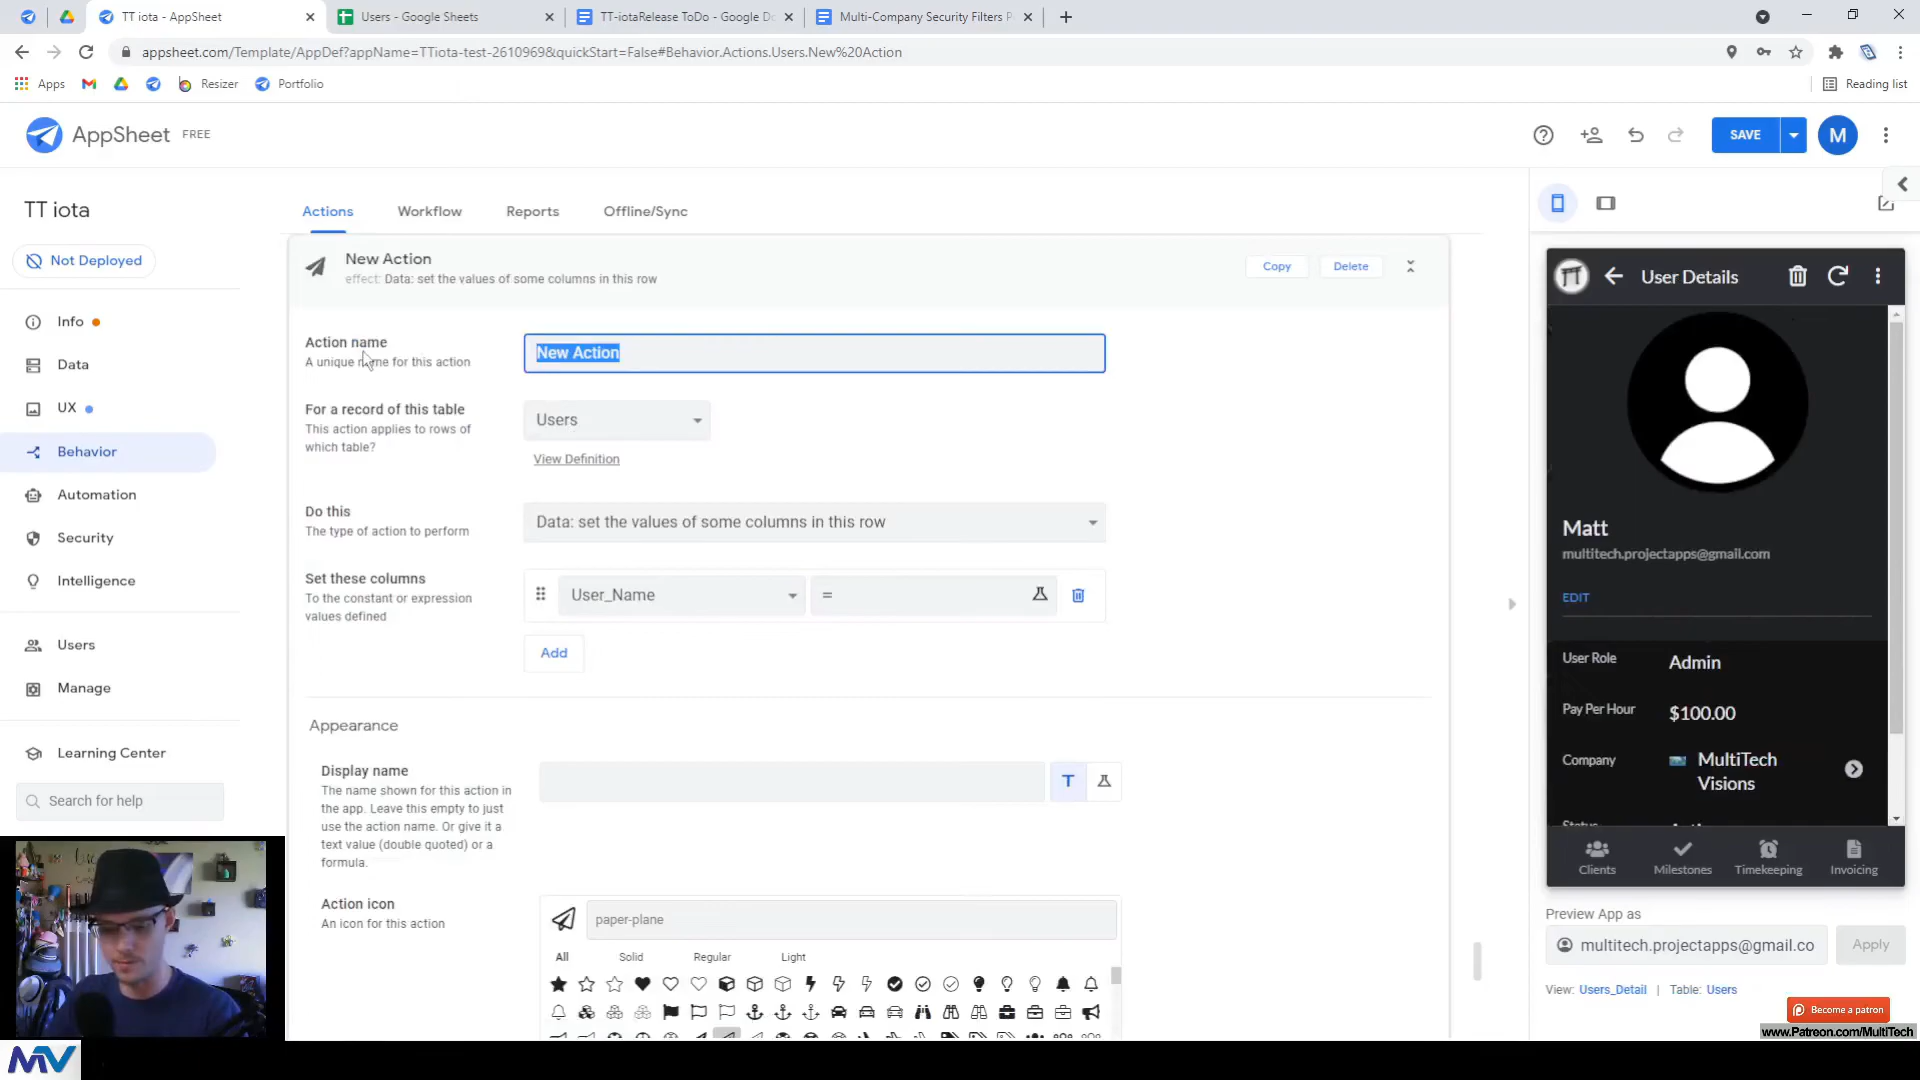 TT iota - AppSheet
Users - Google Sheets
TT-iotaRelease ToDo - Google Do
Multi-Company Security Filters P
appsheet.com/Template/AppDef?appName=TTiota-test-2610969&quickStart=False#Behavior.Actions.Users.New%20Action
Apps
Resizer
Portfolio
Reading list
AppSheet FREE
SAVE
M
TT iota
Not Deployed
Info
Data
UX
Behavior
Automation
Security
Intelligence
Users
Manage
Learning Center
Search for help
Actions
Workflow
Reports
Offline/Sync
New Action
effect: Data: set the values of some columns in this row
Copy
Delete
Action name
A unique name for this action
New Action
For a record of this table
This action applies to rows of
which table?
Users
View Definition
Do this
The type of action to perform
Data: set the values of some columns in this row
Set these columns
To the constant or expression
values defined
User_Name
=
Add
Appearance
Display name
The name shown for this action in
the app. Leave this empty to just
use the action name. Or give it a
text value (double quoted) or a
formula.
T
Action icon
An icon for this action
paper-plane
All
Solid
Regular
Light
User Details
Matt
multitech.projectapps@gmail.com
EDIT
User Role
Admin
Pay Per Hour
$100.00
Company
MultiTech
Visions
Clients
Milestones
Timekeeping
Invoicing
Preview App as
multitech.projectapps@gmail.co
Apply
View: Users_Detail | Table: Users
Become a patron
www.Patreon.com/MultiTech
MV